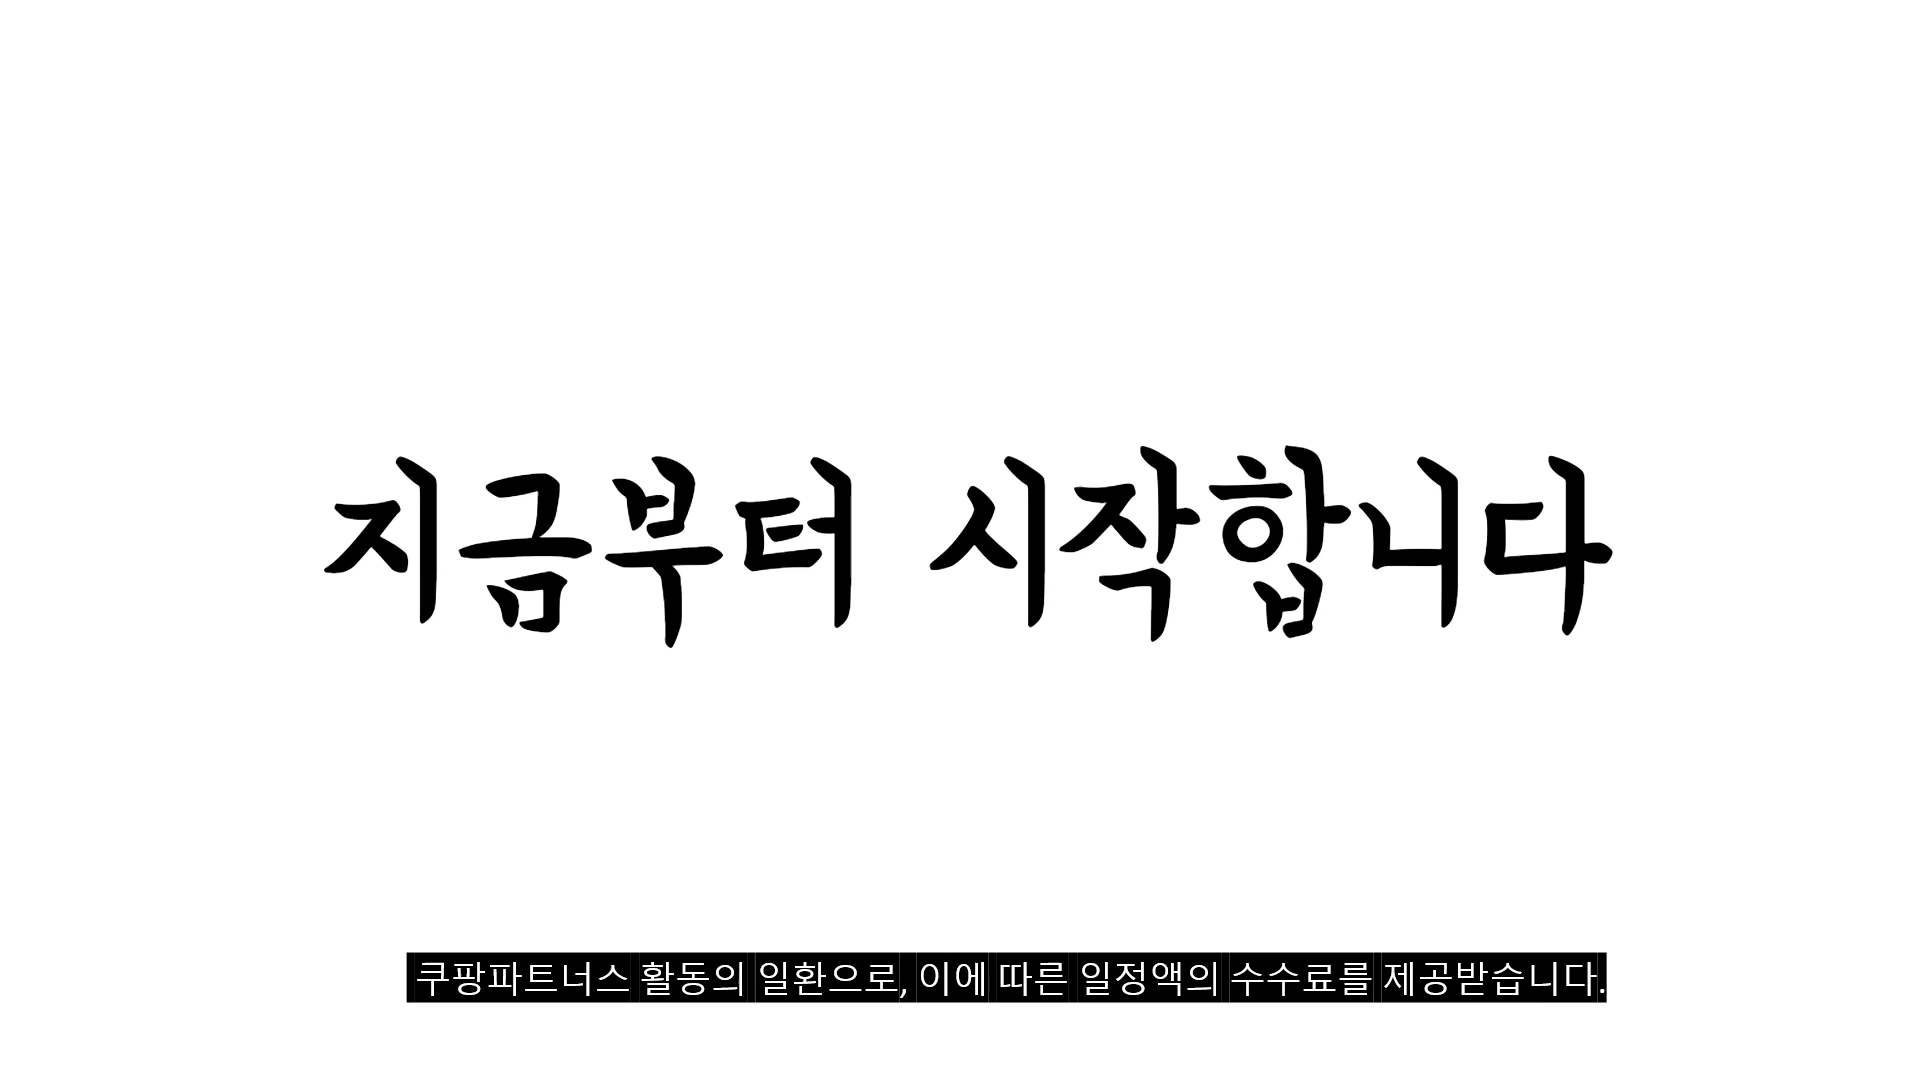 지금부터 시작합니다
쿠팡파트너스 활동의 일환으로, 이에 따른 일정액의 수수료를 제공받습니다.